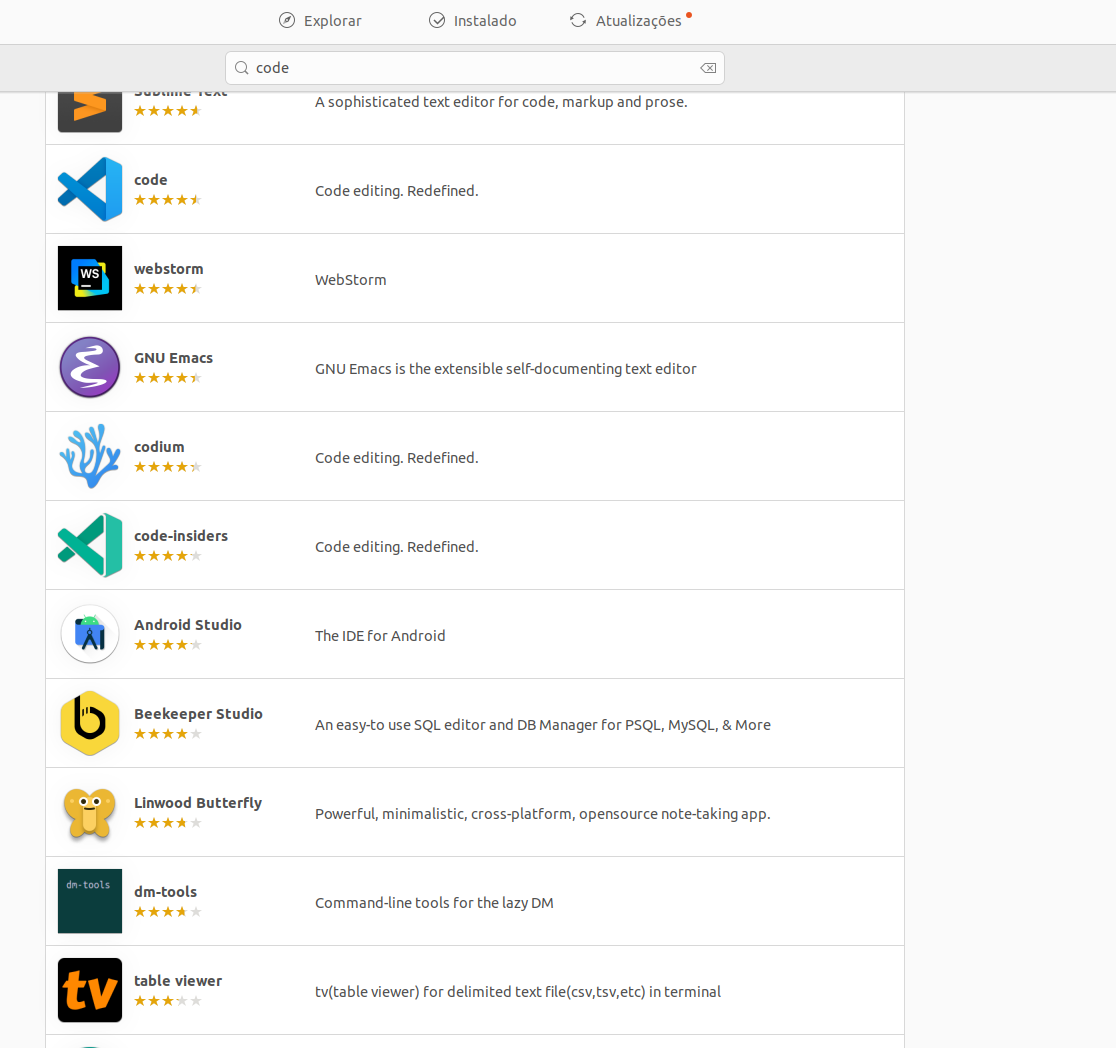 Explorar
Instalado
Atualizações
code
Sublime Text
A sophisticated text editor for code, markup and prose.
code
Code editing. Redefined.
WS
webstorm
WebStorm
GNU Emacs
GNU Emacs is the extensible self-documenting text editor
codium
Code editing. Redefined.
code-insiders
Code editing. Redefined.
Android Studio
The IDE for Android
Beekeeper Studio
An easy-to use SQL editor and DB Manager for PSQL, MySQL, & More
Linwood Butterfly
Powerful, minimalistic, cross-platform, opensource note-taking app.
dm-tools
dm-tools
Command-line tools for the lazy DM
tv
table viewer
tv(table viewer) for delimited text file(csv,tsv,etc) in terminal